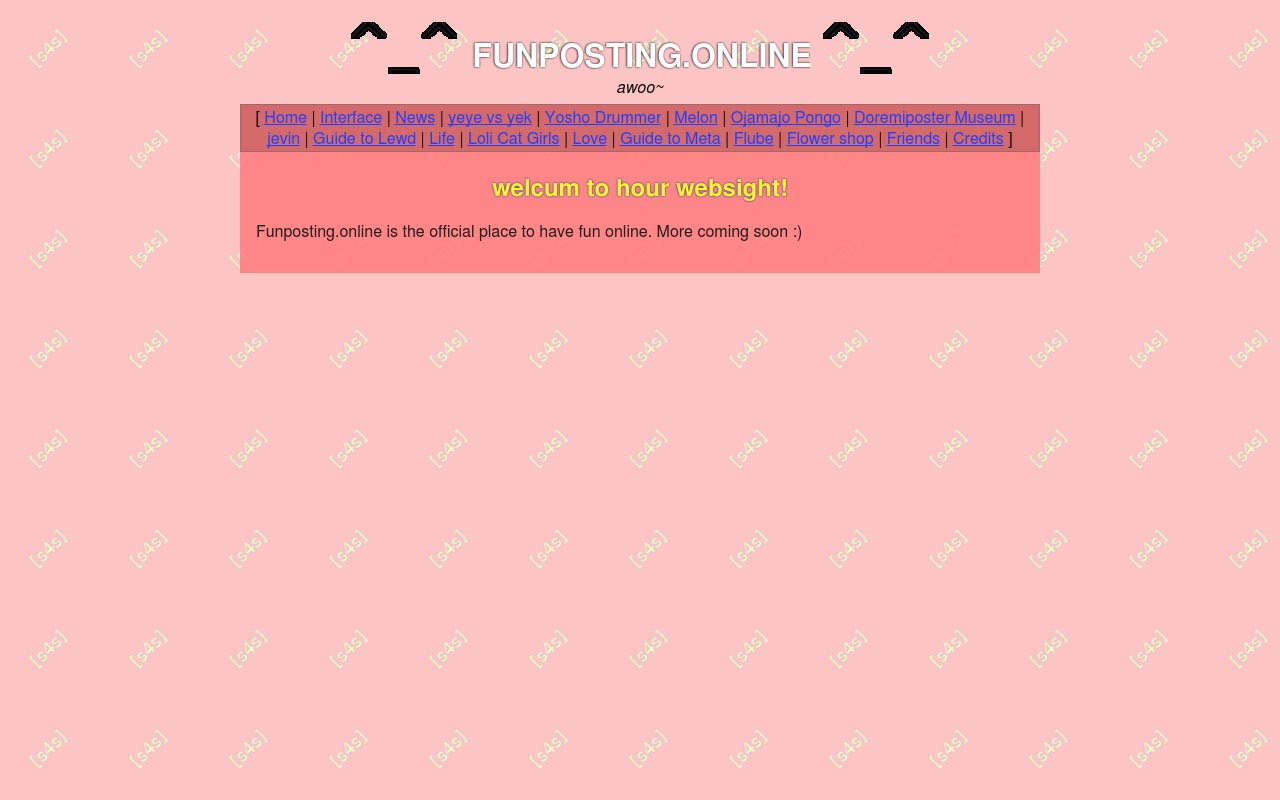 ^_^ FUNPOSTING.ONLINE ^_^
awoo~
[ Home | Interface | News | yeye vs yek | Yosho Drummer | Melon | Ojamajo Pongo | Doremiposter Museum |
jevin | Guide to Lewd | Life | Loli Cat Girls | Love | Guide to Meta | Flube | Flower shop | Friends | Credits ]
welcum to hour websight!
Funposting.online is the official place to have fun online. More coming soon :)
[s4s]